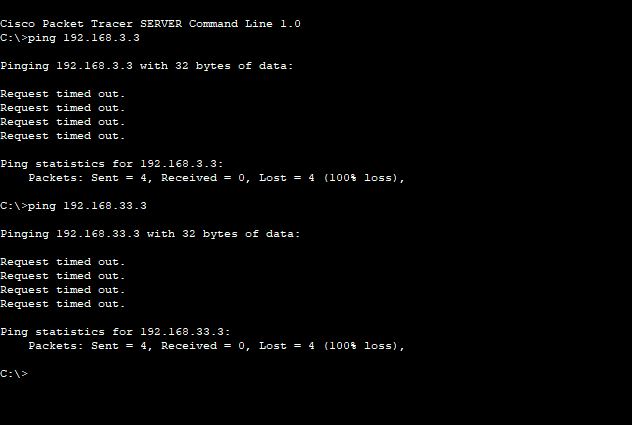 Cisco Packet Tracer SERVER Command Line 1.0
C:\>ping 192.168.3.3
Pinging 192.168.3.3 with 32 bytes of data:
Request timed out.
Request timed out.
Request timed out.
Request timed out.
Ping statistics for 192.168.3.3:
    Packets: Sent = 4, Received = 0, Lost = 4 (100% loss),
C:\>ping 192.168.33.3
Pinging 192.168.33.3 with 32 bytes of data:
Request timed out.
Request timed out.
Request timed out.
Request timed out.
Ping statistics for 192.168.33.3:
    Packets: Sent = 4, Received = 0, Lost = 4 (100% loss),
C:\>